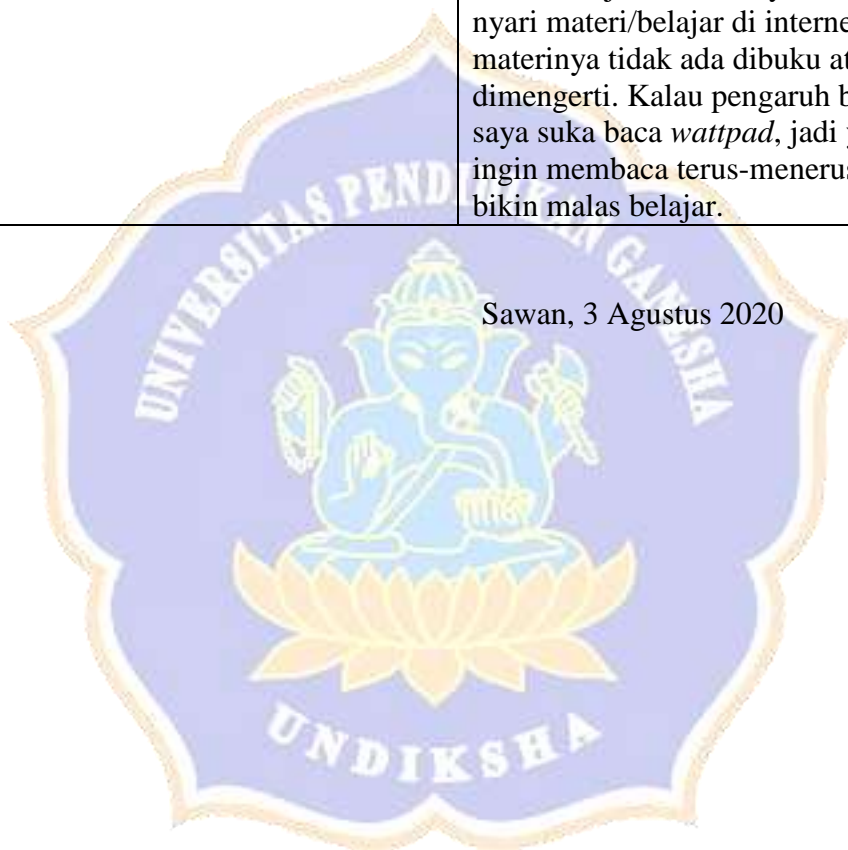 nyari materi/belajar di interne
materinya tidak ada dibuku at
dimengerti. Kalau pengaruh b
saya suka baca wattpad, jadi y
ingin membaca terus-menerus
bikin malas belajar.
Sawan, 3 Agustus 2020
UNIVERSITAS PENDIDIKAN GANESHA
UNDIKSHA